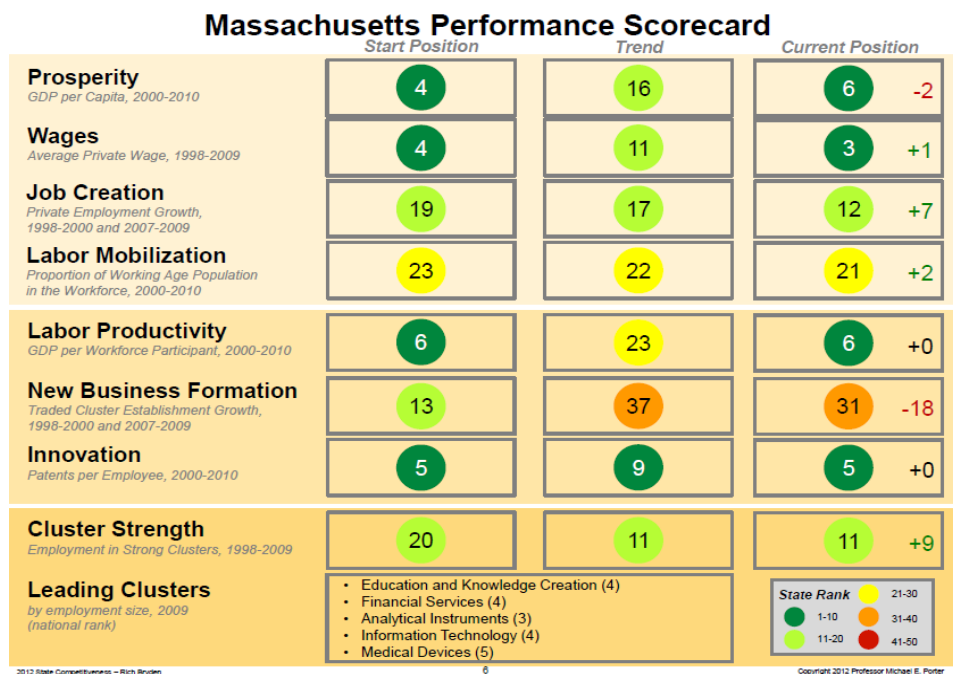 Massachusetts Performance Scorecard
Start Position Trend Current Position
Prosperity
GDP per Capita, 2000-2010
4 16 6 -2
Wages
Average Private Wage, 1998-2009
4 11 3 +1
Job Creation
Private Employment Growth,
1998-2000 and 2007-2009
19 17 12 +7
Labor Mobilization
Proportion of Working Age Population
in the Workforce, 2000-2010
23 22 21 +2
Labor Productivity
GDP per Workforce Participant, 2000-2010
6 23 6 +0
New Business Formation
Traded Cluster Establishment Growth,
1998-2000 and 2007-2009
13 37 31 -18
Innovation
Patents per Employee, 2000-2010
5 9 5 +0
Cluster Strength
Employment in Strong Clusters, 1998-2009
20 11 11 +9
Leading Clusters
by employment size, 2009
(national rank)
• Education and Knowledge Creation (4)
• Financial Services (4)
• Analytical Instruments (3)
• Information Technology (4)
• Medical Devices (5)
State Rank 21-30
1-10 31-40
11-20 41-50
2012 State Competitiveness – Rich Bryden 6 Copyright 2012 Professor Michael E. Porter